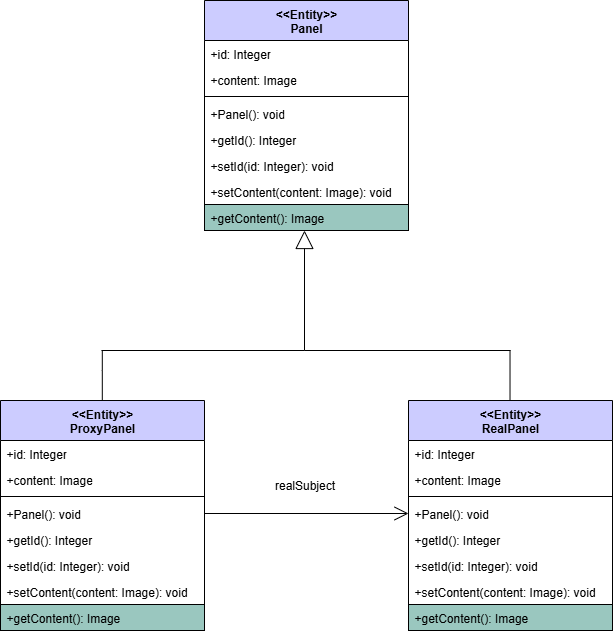 <<Entity>>
Panel
+id: Integer
+content: Image
+Panel(): void
+getId(): Integer
+setId(id: Integer): void
+setContent(content: Image): void
+getContent(): Image
<<Entity>>
ProxyPanel
+id: Integer
+content: Image
+Panel(): void
+getId(): Integer
+setId(id: Integer): void
+setContent(content: Image): void
+getContent(): Image
realSubject
<<Entity>>
RealPanel
+id: Integer
+content: Image
+Panel(): void
+getId(): Integer
+setId(id: Integer): void
+setContent(content: Image): void
+getContent(): Image